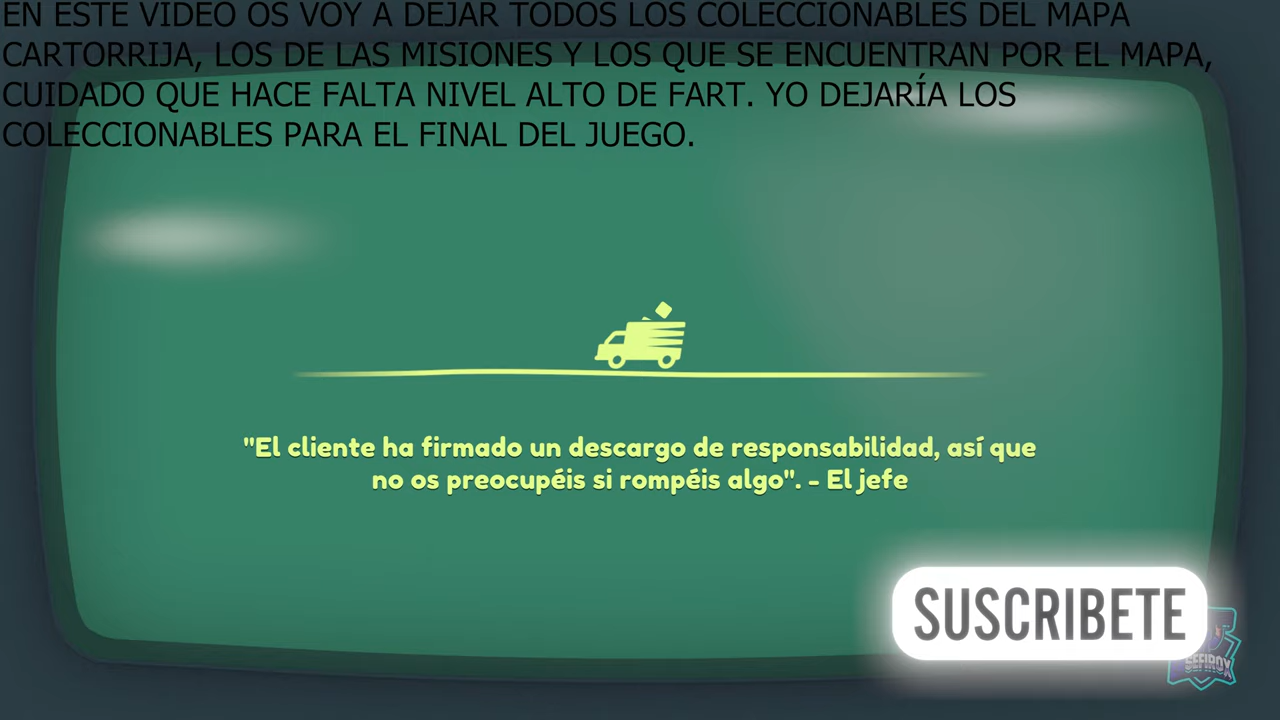 EN ESTE VIDEO OS VOY A DEJAR TODOS LOS COLECCIONABLES DEL MAPA
CARTORRIJA, LOS DE LAS MISIONES Y LOS QUE SE ENCUENTRAN POR EL MAPA,
CUIDADO QUE HACE FALTA NIVEL ALTO DE FART. YO DEJARÍA LOS
COLECCIONABLES PARA EL FINAL DEL JUEGO.
"El cliente ha firmado un descargo de responsabilidad, así que
no os preocupéis si rompéis algo". - El jefe
SUSCRIBETE
SEFIROX